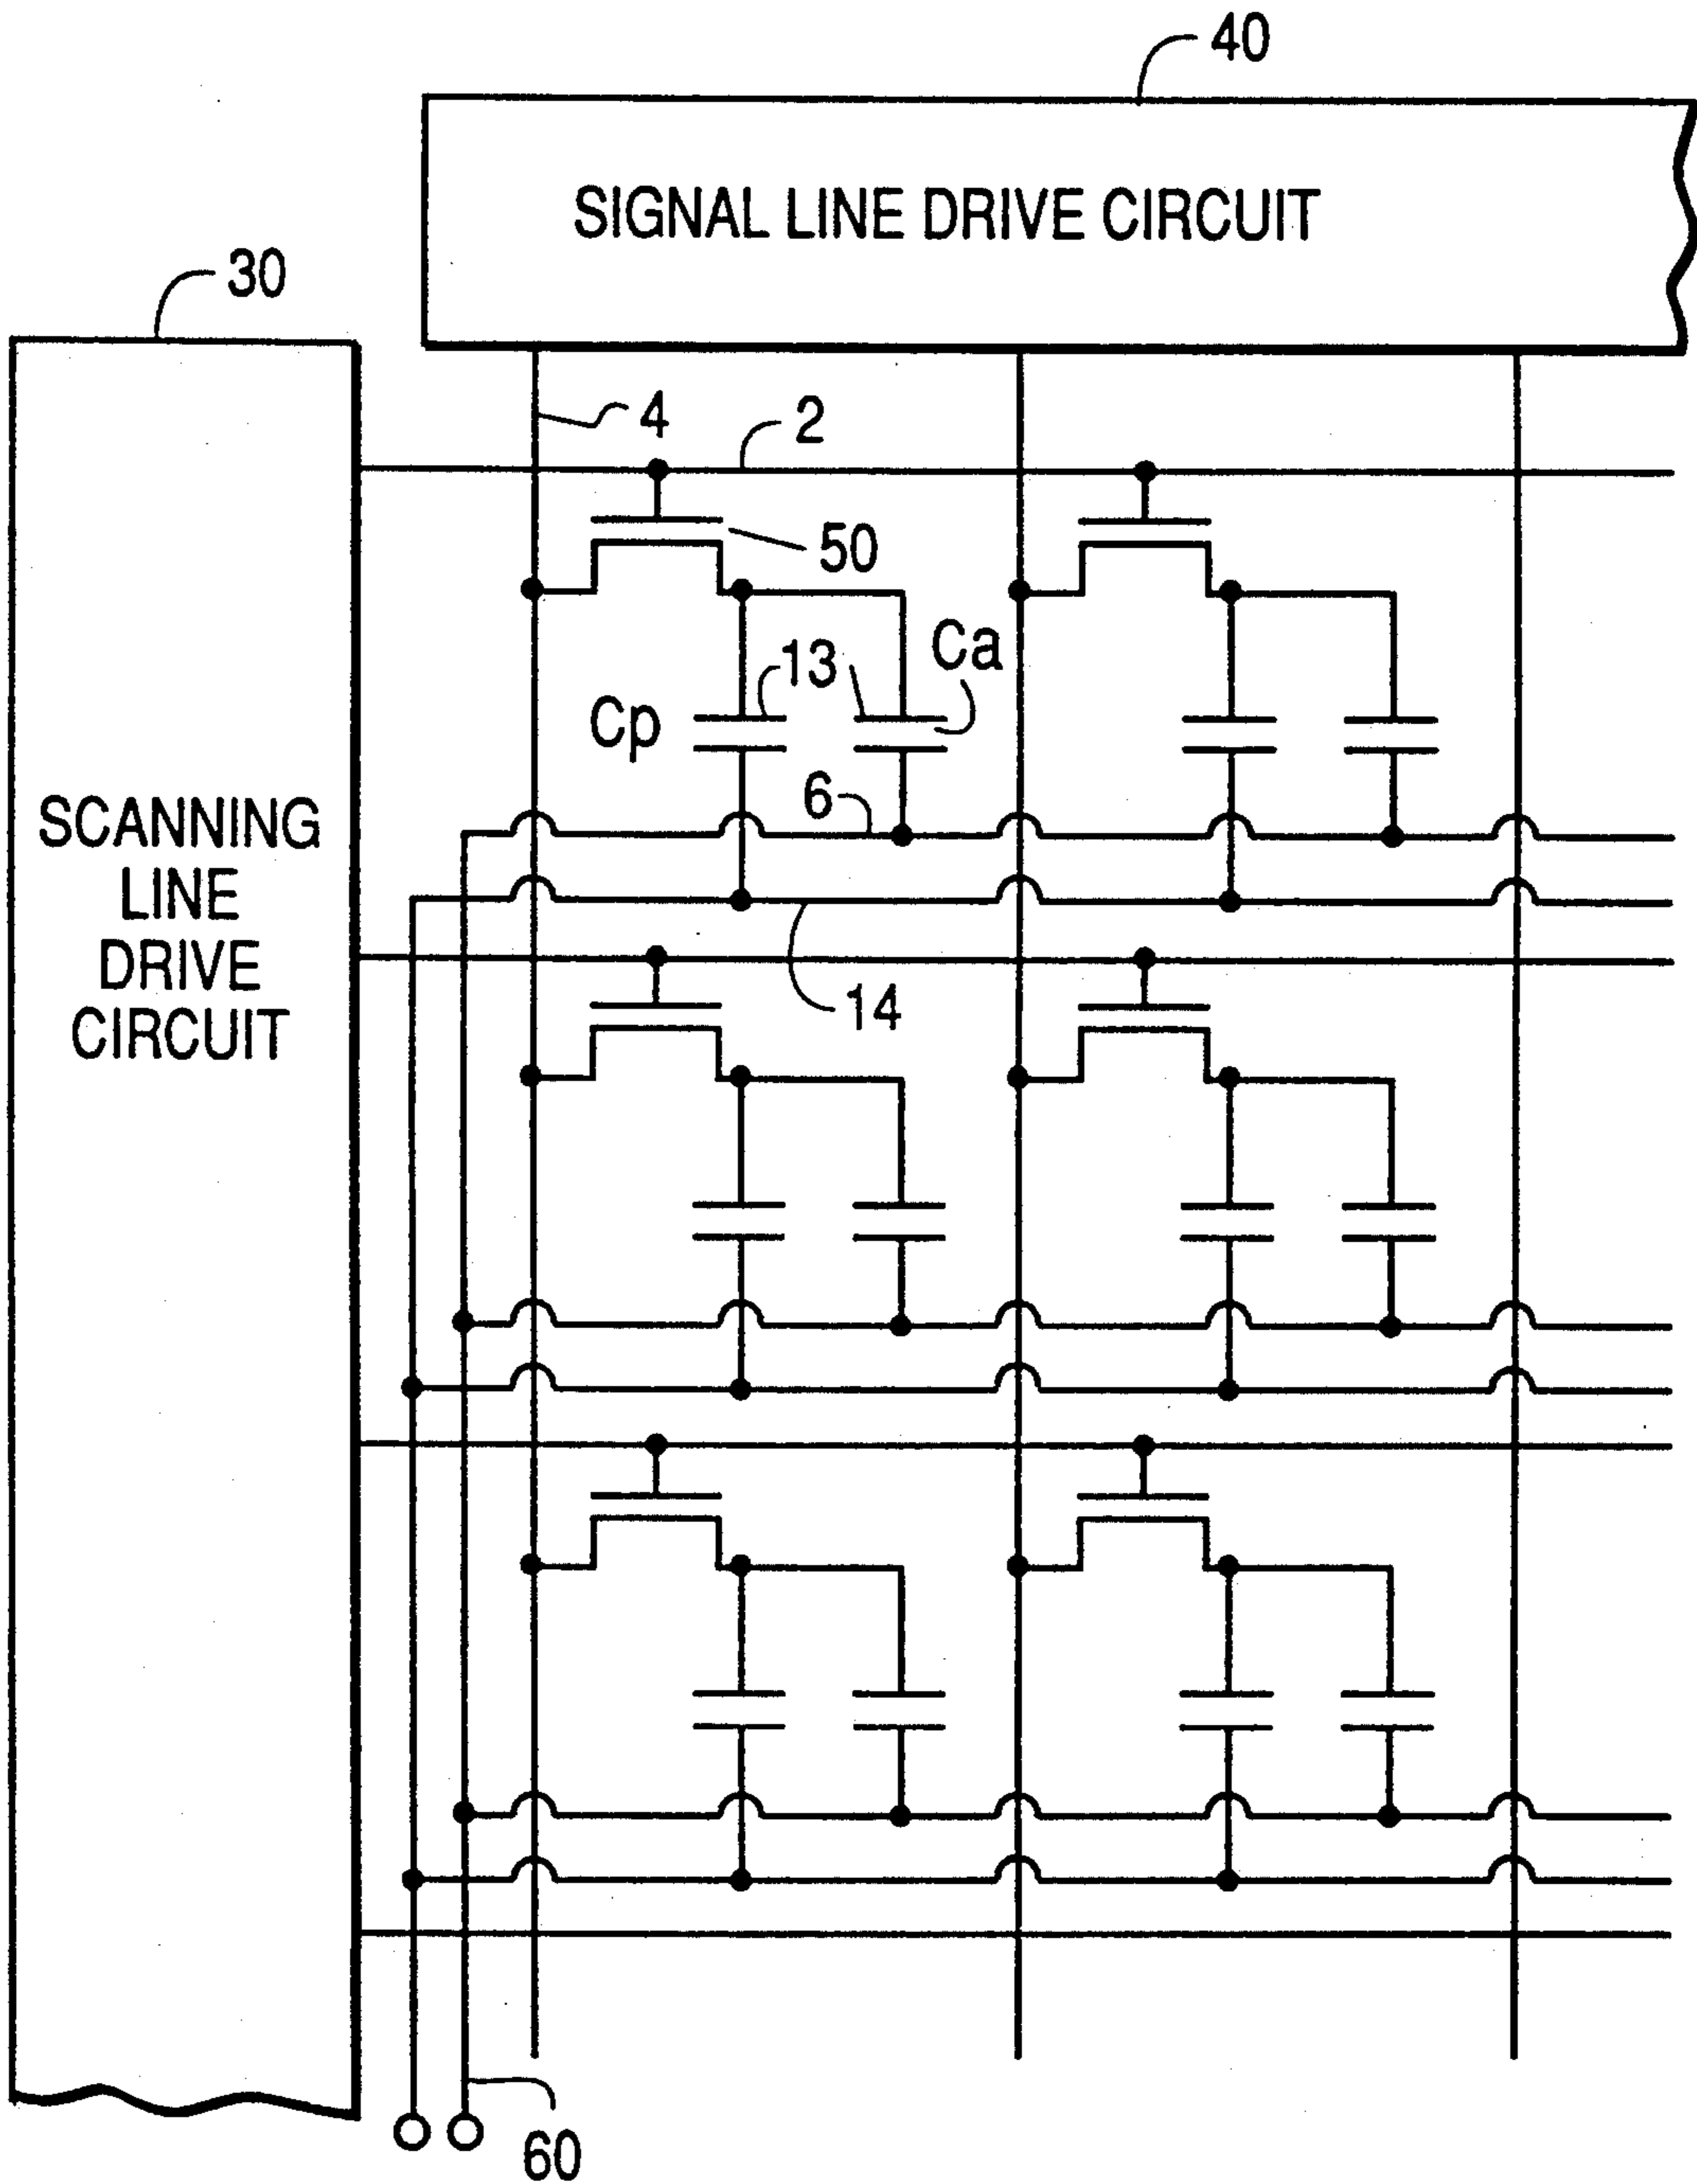 40
SIGNAL LINE DRIVE CIRCUIT
30
4
2
50
13
Ca
Cp
6
SCANNING
LINE
DRIVE
CIRCUIT
14
60